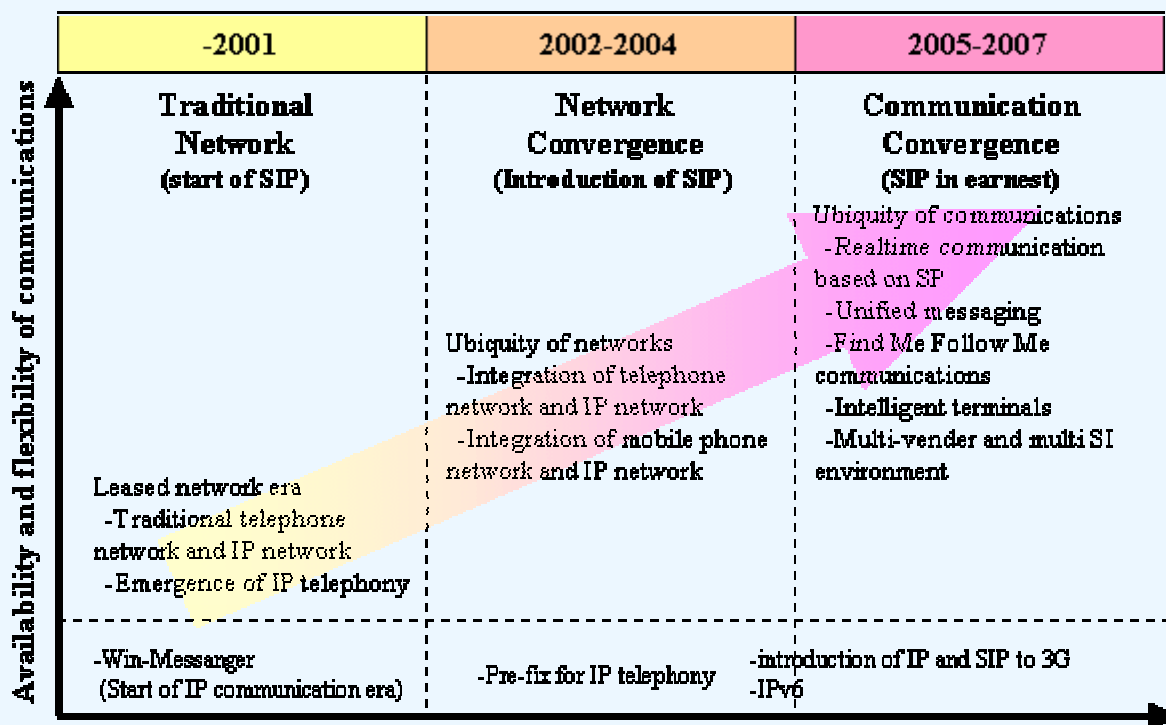 -2001
2002-2004
2005-2007
Availability and flexibility of communications
Traditional
Network
(start of SIP)
Leased network era
-Traditional telephone
network and IP network
-Emergence of IP telephony
Network
Convergence
(Introduction of SIP)
Ubiquity of networks
-Integration of telephone
network and IP network
-Integration of mobile phone
network and IP network
Communication
Convergence
(SIP in earnest)
Ubiquity of communications
-Realtime communication
based on SP
-Unified messaging
-Find Me Follow Me
communications
-Intelligent terminals
-Multi-vender and multi SI
environment
-Win-Messanger
(Start of IP communication era)
-Pre-fix for IP telephony
-introduction of IP and SIP to 3G
-IPv6